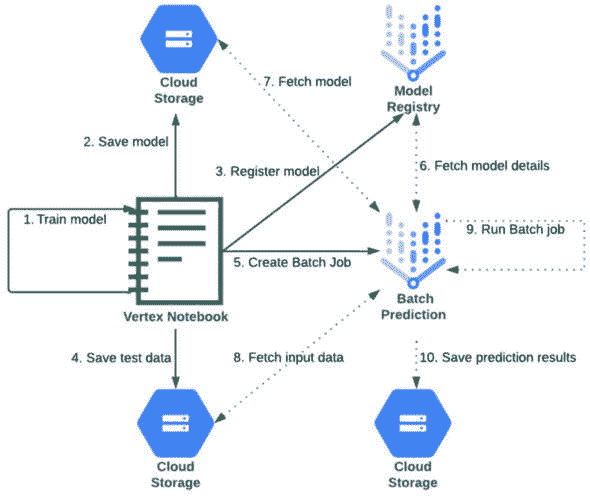 Cloud
Storage
7. Fetch model
Model
Registry
2. Save model
3. Register model
6. Fetch model details
1. Train model
9. Run Batch job
5. Create Batch Job
Vertex Notebook
Batch
Prediction
4. Save test data
8. Fetch input data
10. Save prediction results
Cloud
Storage
Cloud
Storage